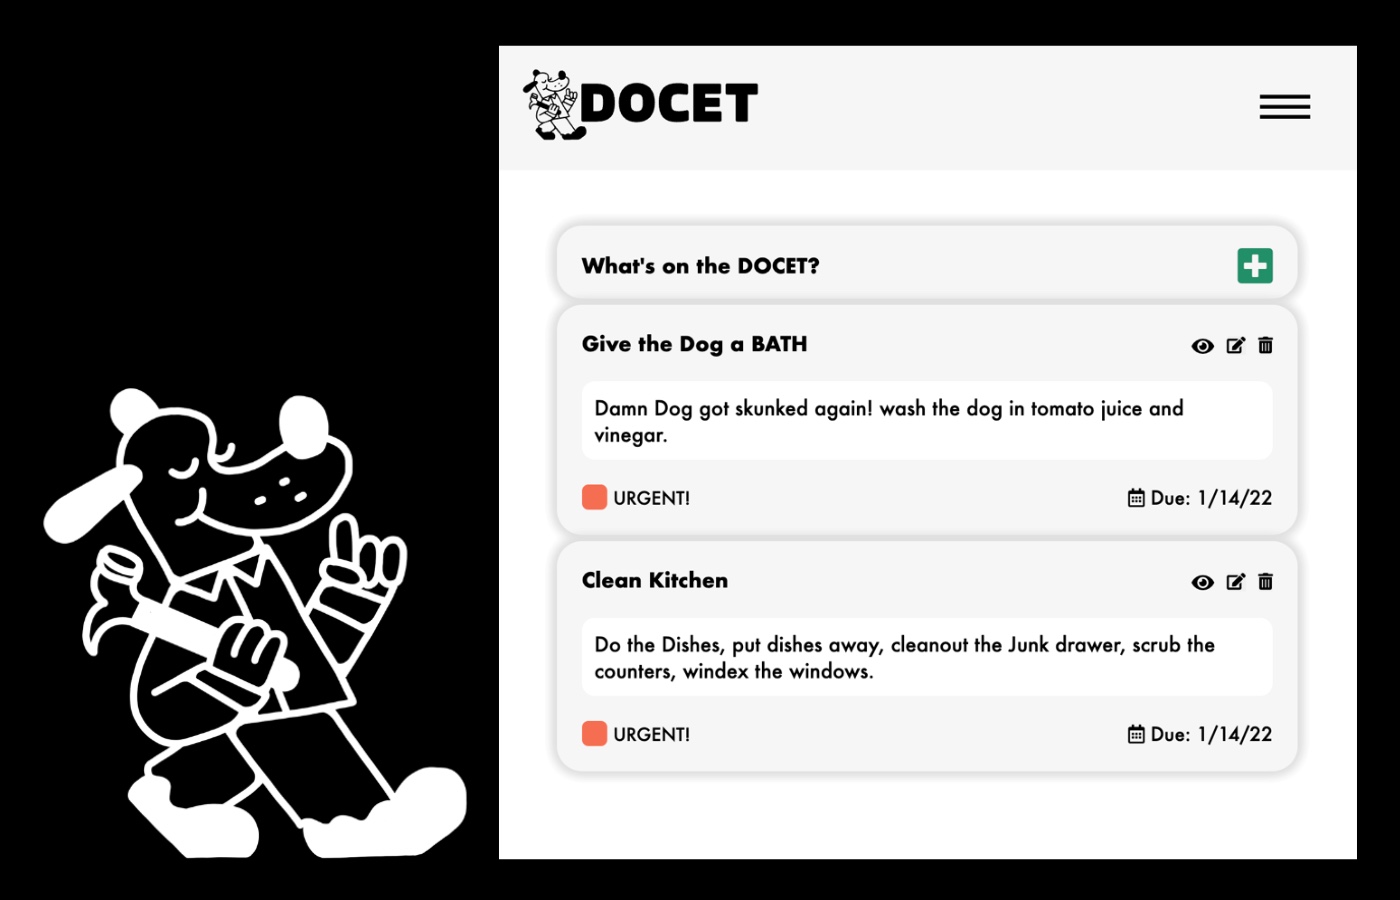 DOCET
What's on the DOCET?
Give the Dog a BATH
Damn Dog got skunked again! wash the dog in tomato juice and
vinegar.
URGENT!
Due: 1/14/22
Clean Kitchen
Do the Dishes, put dishes away, cleanout the Junk drawer, scrub the
counters, windex the windows.
URGENT!
Due: 1/14/22